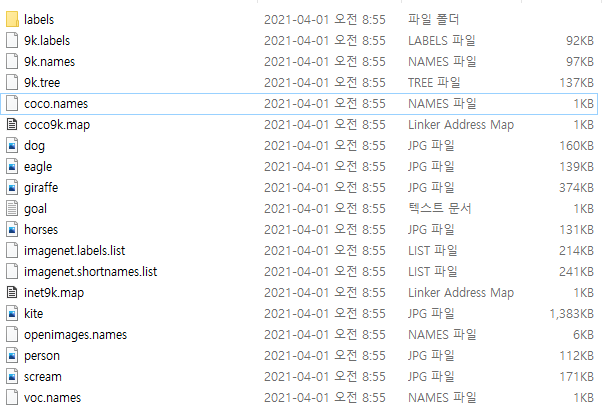 labels 2021-04-01 오전 8:55 파일 폴더
9k.labels 2021-04-01 오전 8:55 LABELS 파일 92KB
9k.names 2021-04-01 오전 8:55 NAMES 파일 97KB
9k.tree 2021-04-01 오전 8:55 TREE 파일 137KB
coco.names 2021-04-01 오전 8:55 NAMES 파일 1KB
coco9k.map 2021-04-01 오전 8:55 Linker Address Map 1KB
dog 2021-04-01 오전 8:55 JPG 파일 160KB
eagle 2021-04-01 오전 8:55 JPG 파일 139KB
giraffe 2021-04-01 오전 8:55 JPG 파일 374KB
goal 2021-04-01 오전 8:55 텍스트 문서 1KB
horses 2021-04-01 오전 8:55 JPG 파일 131KB
imagenet.labels.list 2021-04-01 오전 8:55 LIST 파일 214KB
imagenet.shortnames.list 2021-04-01 오전 8:55 LIST 파일 241KB
inet9k.map 2021-04-01 오전 8:55 Linker Address Map 1KB
kite 2021-04-01 오전 8:55 JPG 파일 1,383KB
openimages.names 2021-04-01 오전 8:55 NAMES 파일 6KB
person 2021-04-01 오전 8:55 JPG 파일 112KB
scream 2021-04-01 오전 8:55 JPG 파일 171KB
voc.names 2021-04-01 오전 8:55 NAMES 파일 1KB